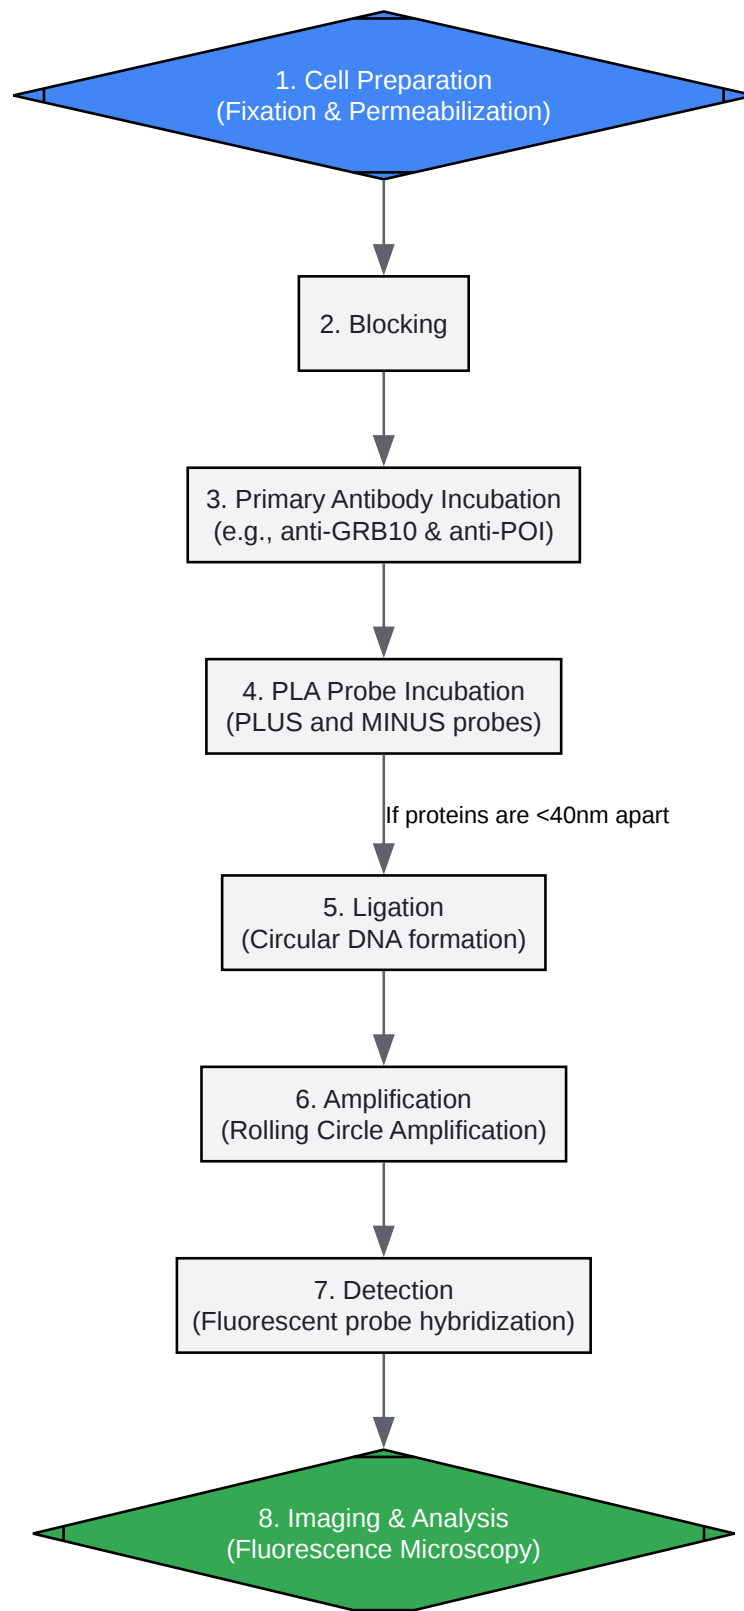 1. Cell Preparation
(Fixation & Permeabilization)
2. Blocking
3. Primary Antibody Incubation
(e.g., anti-GRB10 & anti-POI)
4. PLA Probe Incubation
(PLUS and MINUS probes)
If proteins are <40nm apart
5. Ligation
(Circular DNA formation)
6. Amplification
(Rolling Circle Amplification)
7. Detection
(Fluorescent probe hybridization)
8. Imaging & Analysis
(Fluorescence Microscopy)